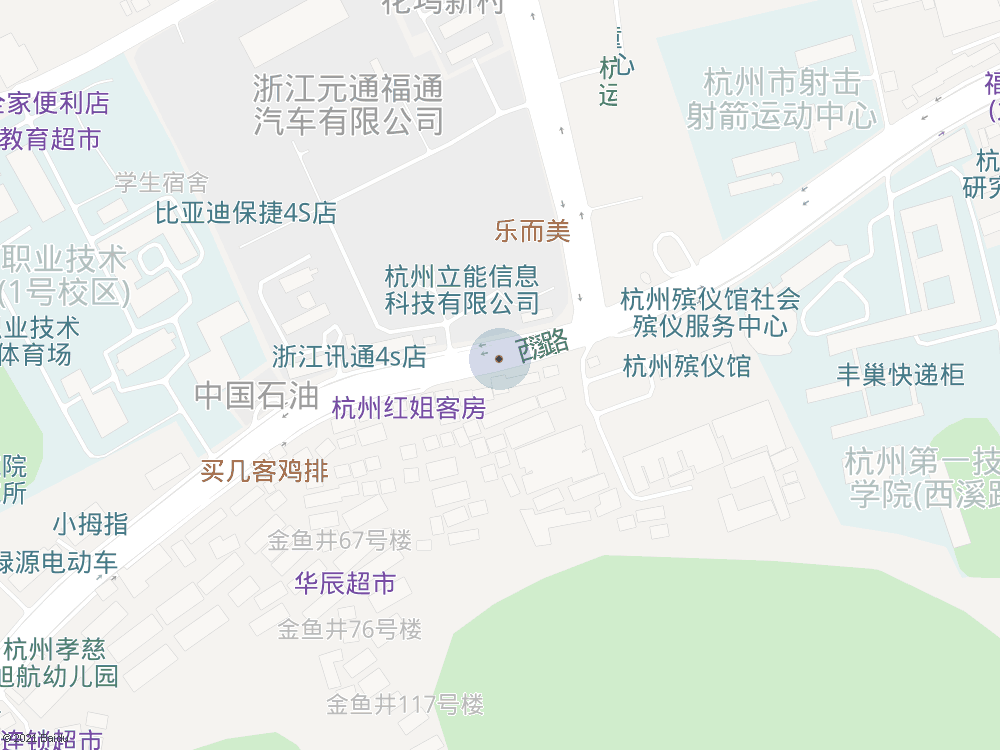 花坞新村
浙江元通福通
汽车有限公司
杭州市射击
射箭运动中心
全家便利店
教育超市
学生宿舍
比亚迪保捷4S店
乐而美
研究
职业技术
(1号校区)
杭州立能信息
科技有限公司
杭州殡仪馆社会
殡仪服务中心
业技术
体育场
浙江讯通4s店
西溪路
杭州殡仪馆
丰巢快递柜
中国石油
杭州红姐客房
买几客鸡排
院
所
杭州第一技
学院(西溪路
小拇指
绿源电动车
金鱼井67号楼
华辰超市
金鱼井76号楼
杭州孝慈
旭航幼儿园
金鱼井117号楼
连锁超市